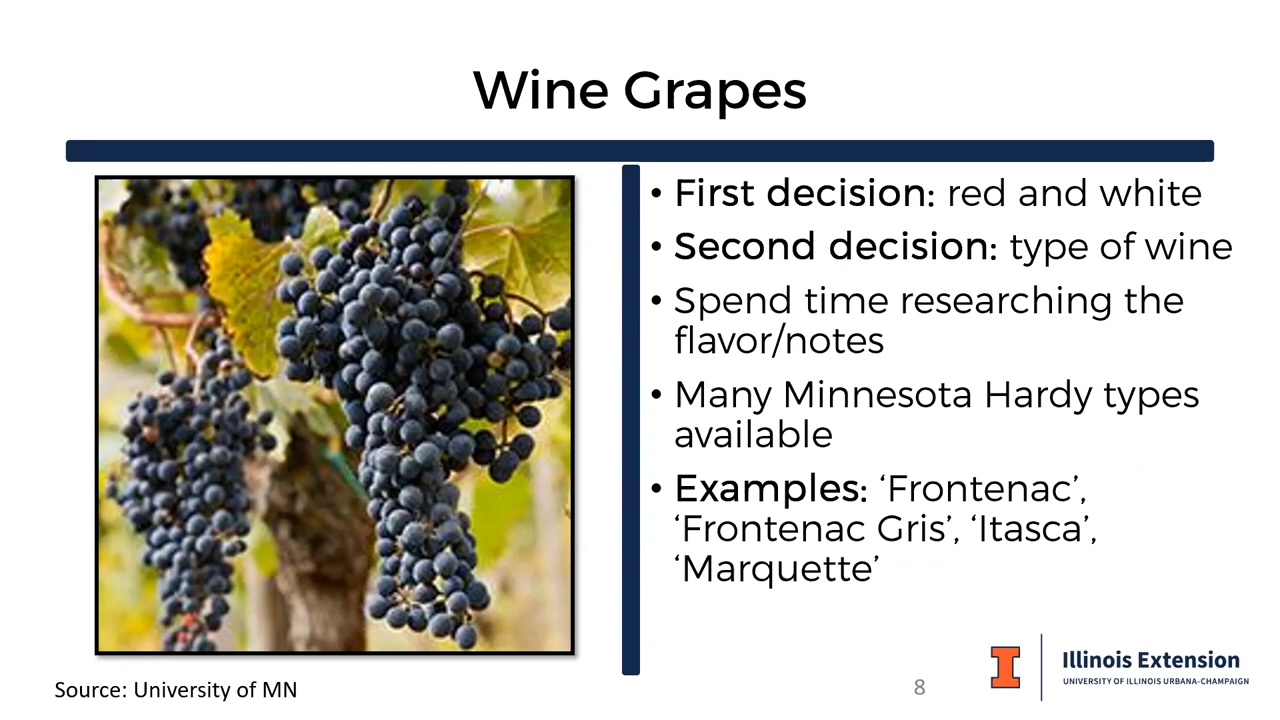 Wine Grapes
• First decision: red and white
• Second decision: type of wine
• Spend time researching the
flavor/notes
• Many Minnesota Hardy types
available
• Examples: ‘Frontenac’,
‘Frontenac Gris’, ‘Itasca’,
‘Marquette’
Source: University of MN
8
Illinois Extension
UNIVERSITY OF ILLINOIS URBANA-CHAMPAIGN